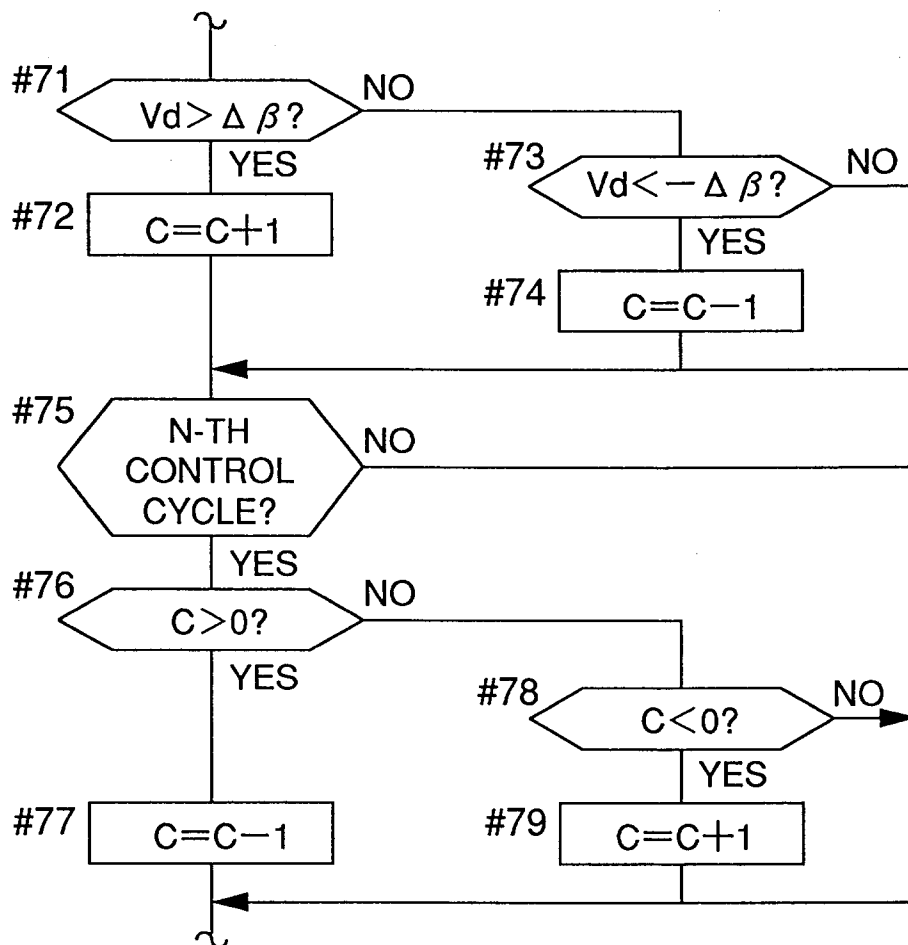 #71
Vd>Δβ?
NO
YES
#72
C=C+1
#73
Vd<-Δβ?
NO
YES
#74
C=C-1
#75
N-TH
CONTROL
CYCLE?
NO
YES
#76
C>0?
NO
YES
#77
C=C-1
#78
C<0?
NO
YES
#79
C=C+1